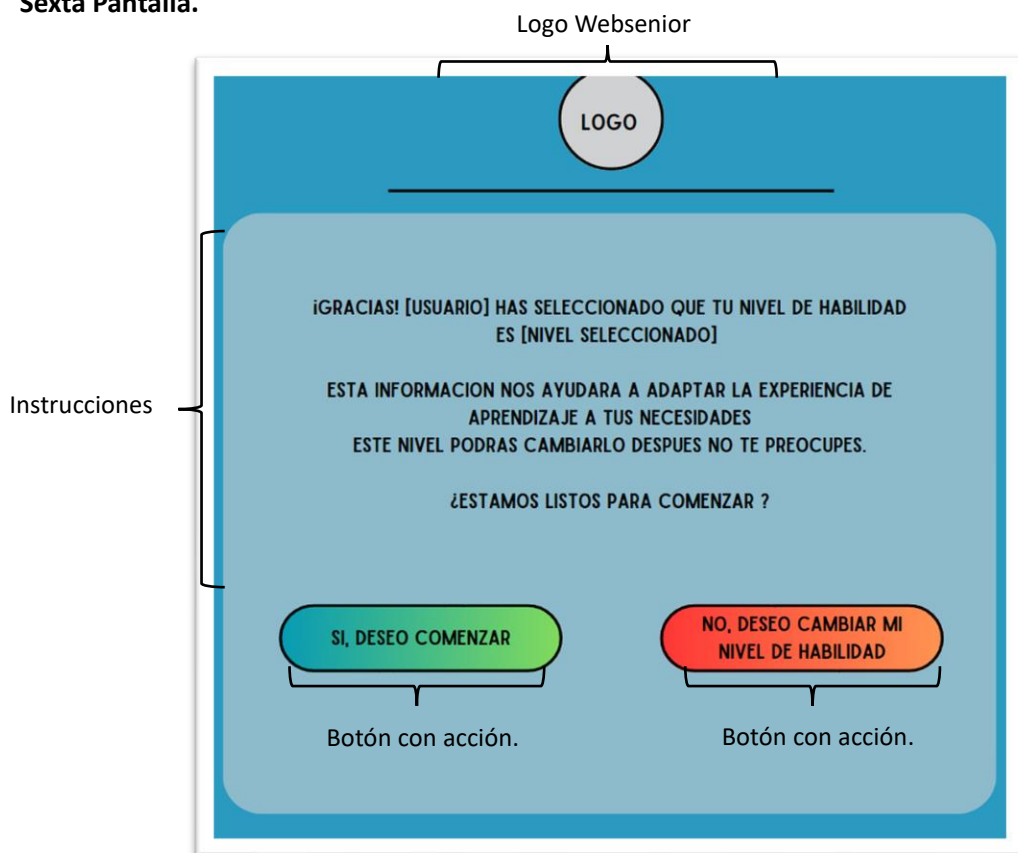 Sexta Pantalla.
Logo Websenior
LOGO
¡GRACIAS! [USUARIO] HAS SELECCIONADO QUE TU NIVEL DE HABILIDAD
ES [NIVEL SELECCIONADO]
ESTA INFORMACION NOS AYUDARA A ADAPTAR LA EXPERIENCIA DE
APRENDIZAJE A TUS NECESIDADES
ESTE NIVEL PODRAS CAMBIARLO DESPUES NO TE PREOCUPES.
¿ESTAMOS LISTOS PARA COMENZAR ?
Instrucciones
SI, DESEO COMENZAR
NO, DESEO CAMBIAR MI
NIVEL DE HABILIDAD
Botón con acción.
Botón con acción.